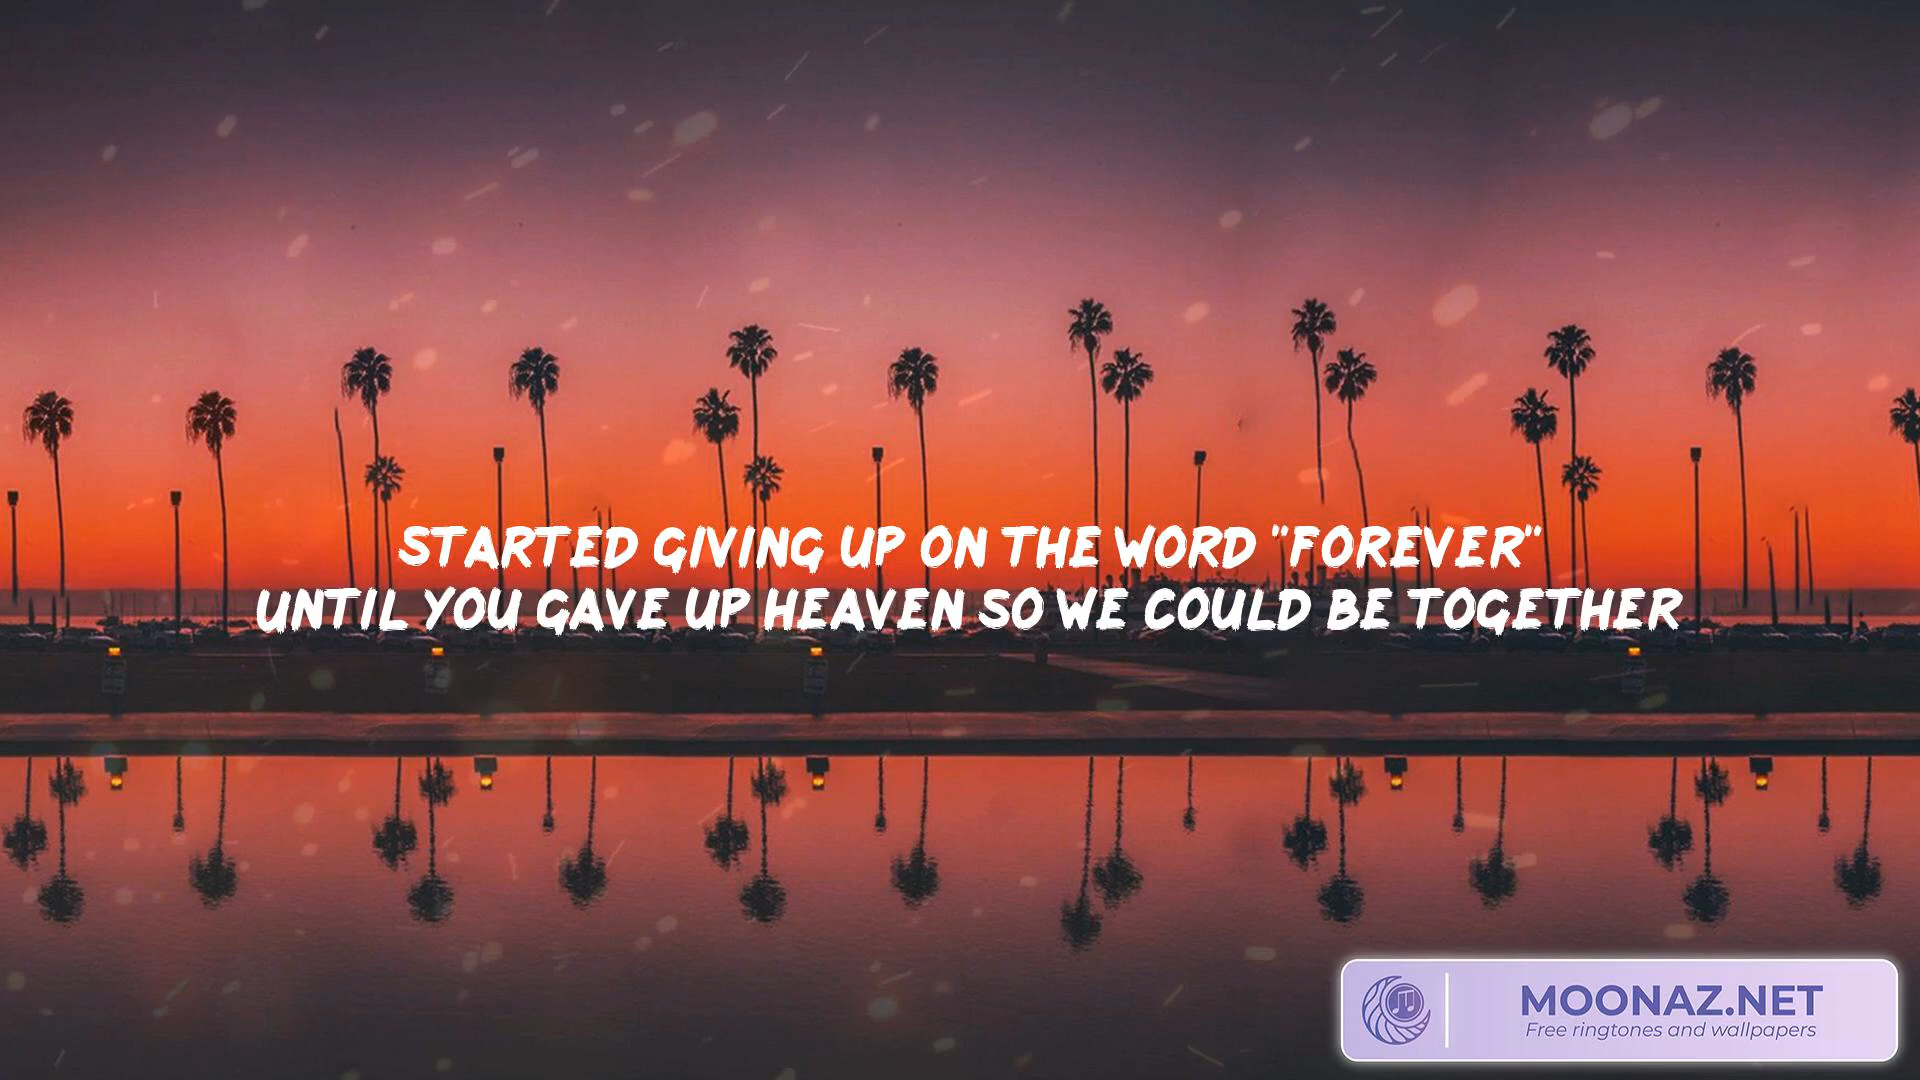 STARTED GIVING UP ON THE WORD "FOREVER"
UNTIL YOU GAVE UP HEAVEN SO WE COULD BE TOGETHER
MOONAZ.NET
Free ringtones and wallpapers